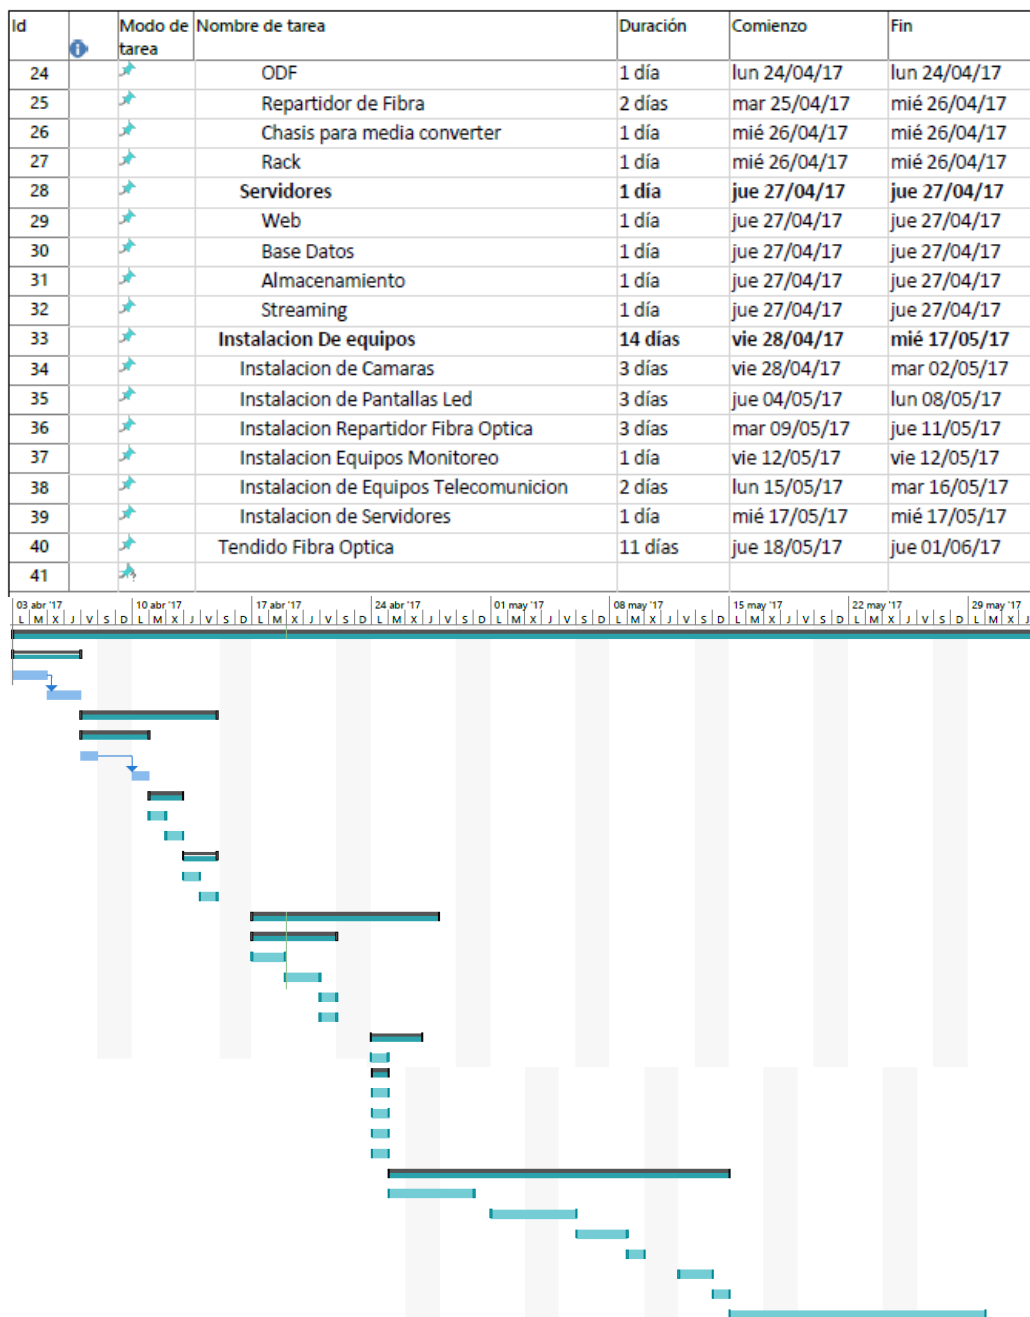 Id Modo de tarea Nombre de tarea Duración Comienzo Fin
24 ODF 1 día lun 24/04/17 lun 24/04/17
25 Repartidor de Fibra 2 días mar 25/04/17 mié 26/04/17
26 Chasis para media converter 1 día mié 26/04/17 mié 26/04/17
27 Rack 1 día mié 26/04/17 mié 26/04/17
28 Servidores 1 día jue 27/04/17 jue 27/04/17
29 Web 1 día jue 27/04/17 jue 27/04/17
30 Base Datos 1 día jue 27/04/17 jue 27/04/17
31 Almacenamiento 1 día jue 27/04/17 jue 27/04/17
32 Streaming 1 día jue 27/04/17 jue 27/04/17
33 Instalacion De equipos 14 días vie 28/04/17 mié 17/05/17
34 Instalacion de Camaras 3 días vie 28/04/17 mar 02/05/17
35 Instalacion de Pantallas Led 3 días jue 04/05/17 lun 08/05/17
36 Instalacion Repartidor Fibra Optica 3 días mar 09/05/17 jue 11/05/17
37 Instalacion Equipos Monitoreo 1 día vie 12/05/17 vie 12/05/17
38 Instalacion de Equipos Telecomunicion 2 días lun 15/05/17 mar 16/05/17
39 Instalacion de Servidores 1 día mié 17/05/17 mié 17/05/17
40 Tendido Fibra Optica 11 días jue 18/05/17 jue 01/06/17
41
03 abr '17 10 abr '17 17 abr '17 24 abr '17 01 may '17 08 may '17 15 may '17 22 may '17 29 may '17
L M X J V S D L M X J V S D L M X J V S D L M X J V S D L M X J V S D L M X J V S D L M X J V S D L M X J V S D L M X J